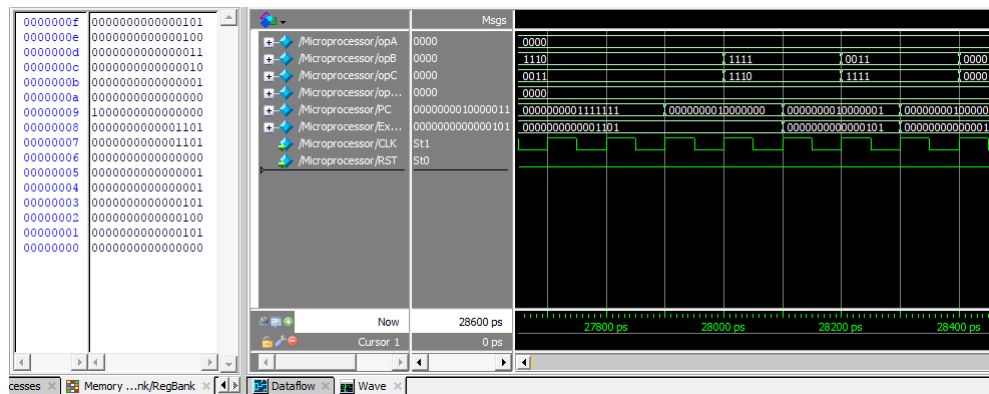 0000000f 0000000000000101
0000000e 0000000000000100
0000000d 0000000000000011
0000000c 0000000000000010
0000000b 0000000000000001
0000000a 0000000000000000
00000009 1000000000000000
00000008 0000000000001101
00000007 0000000000001101
00000006 0000000000000000
00000005 0000000000000001
00000004 0000000000000001
00000003 0000000000000101
00000002 0000000000000100
00000001 0000000000000101
00000000 0000000000000000
Msgs
/Microprocessor/opA 0000 0000
/Microprocessor/opB 0000 1110 1111 0011 0000
/Microprocessor/opC 0000 0011 1110 1111 0000
/Microprocessor/op... 0000 0000
/Microprocessor/PC 0000000010000011 0000000001111111 0000000010000000 0000000010000001 000000010000
/Microprocessor/Ex... 0000000000000101 0000000000001101 0000000000000101 00000000000001
/Microprocessor/CLK St1
/Microprocessor/RST St0
Now 28600 ps 27800 ps 28000 ps 28200 ps 28400 ps
Cursor 1 0 ps
cesses Memory ...nk/RegBank Dataflow Wave